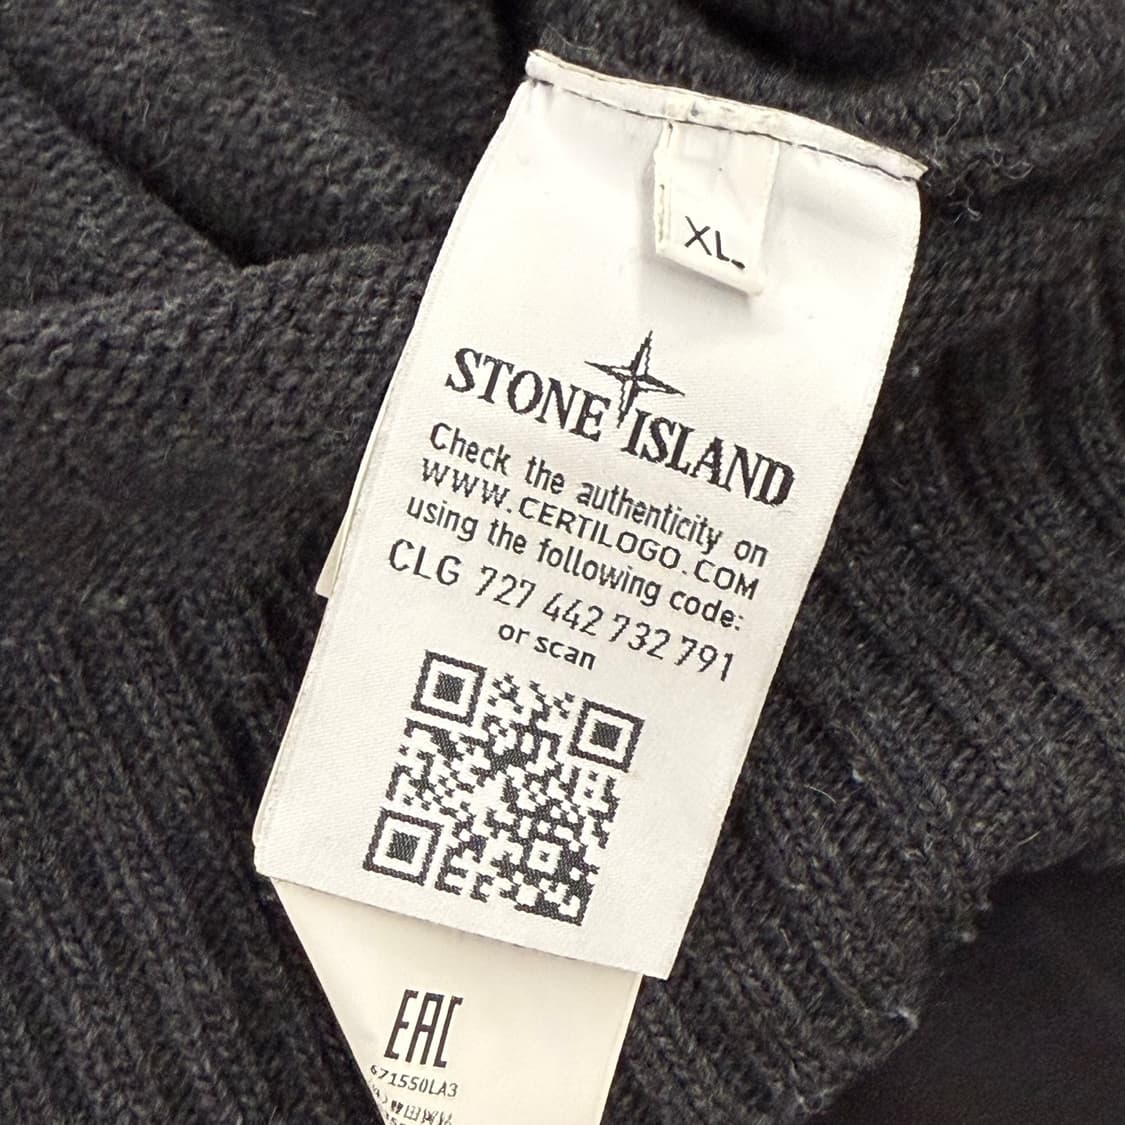 XL
STONE ISLAND
Check the authenticity on
WWW.CERTILOGO.COM
using the following code:
CLG 727 442 732 791
or scan
EAC
671550LA3